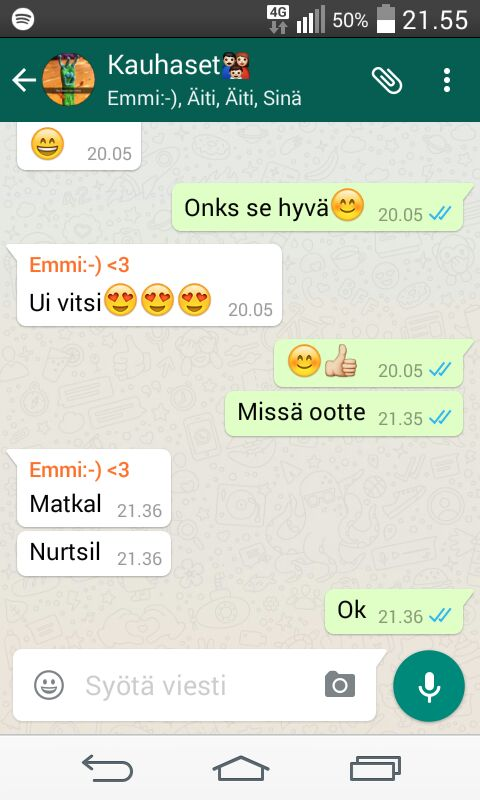 4G 50% 21.55
Kauhaset👫
Emmi:-), Äiti, Äiti, Sinä
😄 20.05
Onks se hyvä😊 20.05
Emmi:-) <3
Ui vitsi😍😍😍 20.05
😊👍 20.05
Missä ootte 21.35
Emmi:-) <3
Matkal 21.36
Nurtsil 21.36
Ok 21.36
Syötä viesti